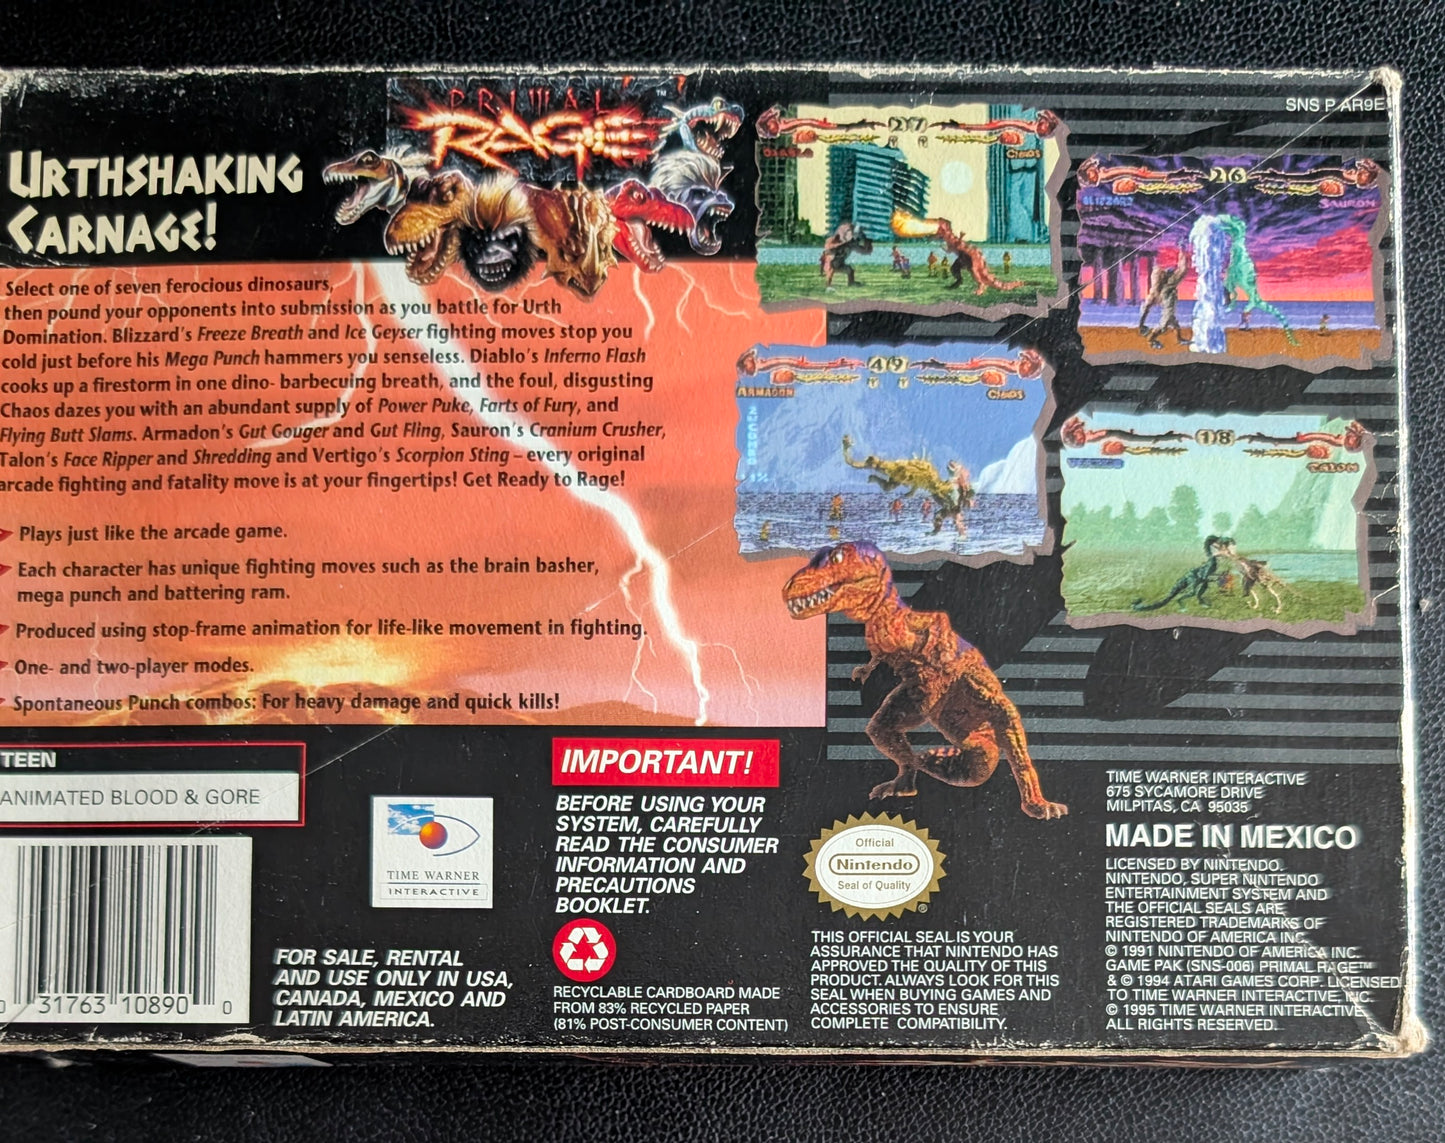 SNS P AR9E
PRIMAL
RAGE
™
URTHSHAKING
CARNAGE!
Select one of seven ferocious dinosaurs,
then pound your opponents into submission as you battle for Urth
Domination. Blizzard's Freeze Breath and Ice Geyser fighting moves stop you
cold just before his Mega Punch hammers you senseless. Diablo's Inferno Flash
cooks up a firestorm in one dino- barbecuing breath, and the foul, disgusting
Chaos dazes you with an abundant supply of Power Puke, Farts of Fury, and
Flying Butt Slams. Armadon's Gut Gouger and Gut Fling, Sauron's Cranium Crusher,
Talon's Face Ripper and Shredding and Vertigo's Scorpion Sting – every original
arcade fighting and fatality move is at your fingertips! Get Ready to Rage!
Plays just like the arcade game.
Each character has unique fighting moves such as the brain basher,
mega punch and battering ram.
Produced using stop-frame animation for life-like movement in fighting.
One- and two-player modes.
Spontaneous Punch combos: For heavy damage and quick kills!
27
DIABLO
CHAOS
26
BLIZZARD
SAURON
49
ARMADON
CHAOS
18
TALON
TEEN
ANIMATED BLOOD & GORE
0 31763 10890 0
TIME WARNER
INTERACTIVE
FOR SALE, RENTAL
AND USE ONLY IN USA,
CANADA, MEXICO AND
LATIN AMERICA.
IMPORTANT!
BEFORE USING YOUR
SYSTEM, CAREFULLY
READ THE CONSUMER
INFORMATION AND
PRECAUTIONS
BOOKLET.
RECYCLABLE CARDBOARD MADE
FROM 83% RECYCLED PAPER
(81% POST-CONSUMER CONTENT)
Official
Nintendo
Seal of Quality
®
THIS OFFICIAL SEAL IS YOUR
ASSURANCE THAT NINTENDO HAS
APPROVED THE QUALITY OF THIS
PRODUCT. ALWAYS LOOK FOR THIS
SEAL WHEN BUYING GAMES AND
ACCESSORIES TO ENSURE
COMPLETE COMPATIBILITY.
TIME WARNER INTERACTIVE
675 SYCAMORE DRIVE
MILPITAS, CA 95035
MADE IN MEXICO
LICENSED BY NINTENDO.
NINTENDO, SUPER NINTENDO
ENTERTAINMENT SYSTEM AND
THE OFFICIAL SEALS ARE
REGISTERED TRADEMARKS OF
NINTENDO OF AMERICA INC.
© 1991 NINTENDO OF AMERICA INC.
GAME PAK (SNS-006) PRIMAL RAGE™
& © 1994 ATARI GAMES CORP. LICENSED
TO TIME WARNER INTERACTIVE, INC.
© 1995 TIME WARNER INTERACTIVE,
ALL RIGHTS RESERVED.